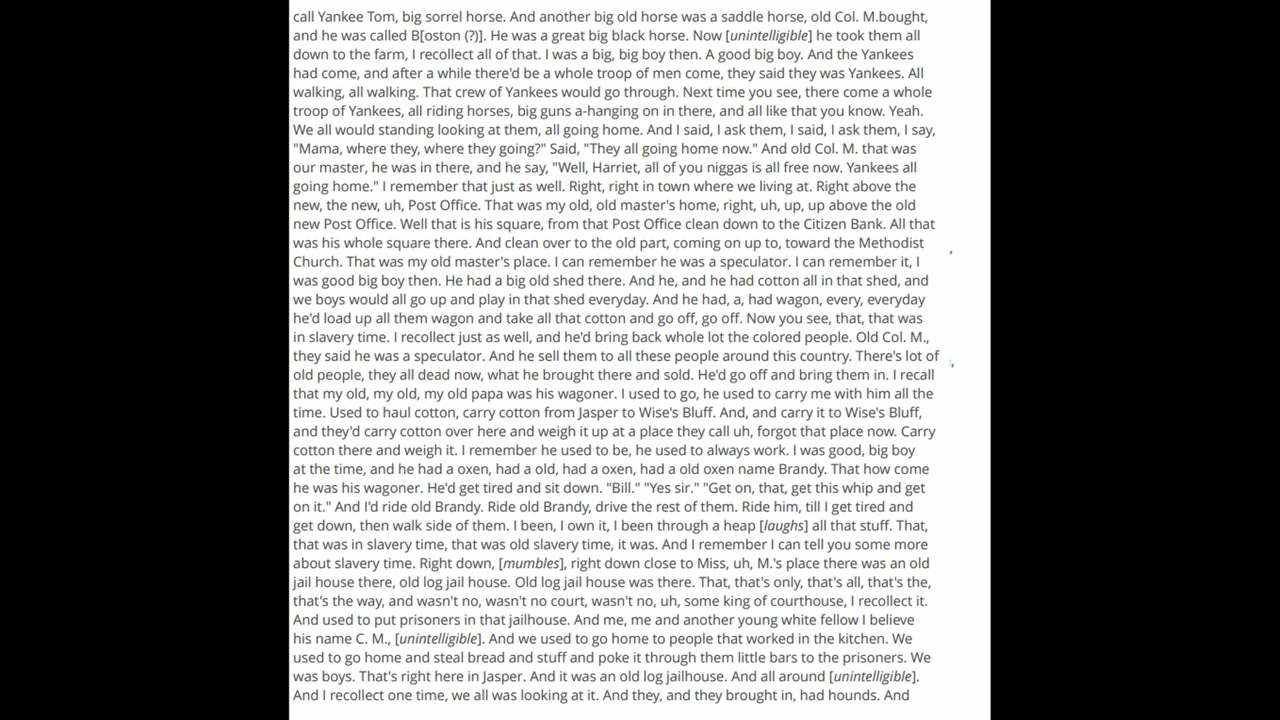 call Yankee Tom, big sorrel horse. And another big old horse was a saddle horse, old Col. M.bought,
and he was called B[oston (?)]. He was a great big black horse. Now [unintelligible] he took them all
down to the farm, I recollect all of that. I was a big, big boy then. A good big boy. And the Yankees
had come, and after a while there'd be a whole troop of men come, they said they was Yankees. All
walking, all walking. That crew of Yankees would go through. Next time you see, there come a whole
troop of Yankees, all riding horses, big guns a-hanging on in there, and all like that you know. Yeah.
We all would standing looking at them, all going home. And I said, I ask them, I said, I ask them, I say,
"Mama, where they, where they going?" Said, "They all going home now." And old Col. M. that was
our master, he was in there, and he say, "Well, Harriet, all of you niggas is all free now. Yankees all
going home." I remember that just as well. Right, right in town where we living at. Right above the
new, the new, uh, Post Office. That was my old, old master's home, right, uh, up, up above the old
new Post Office. Well that is his square, from that Post Office clean down to the Citizen Bank. All that
was his whole square there. And clean over to the old part, coming on up to, toward the Methodist
Church. That was my old master's place. I can remember he was a speculator. I can remember it, I
was good big boy then. He had a big old shed there. And he, and he had cotton all in that shed, and
we boys would all go up and play in that shed everyday. And he had, a, had wagon, every, everyday
he'd load up all them wagon and take all that cotton and go off, go off. Now you see, that, that was
in slavery time. I recollect just as well, and he'd bring back whole lot the colored people. Old Col. M.,
they said he was a speculator. And he sell them to all these people around this country. There's lot of
old people, they all dead now, what he brought there and sold. He'd go off and bring them in. I recall
that my old, my old, my old papa was his wagoner. I used to go, he used to carry me with him all the
time. Used to haul cotton, carry cotton from Jasper to Wise's Bluff. And, and carry it to Wise's Bluff,
and they'd carry cotton over here and weigh it up at a place they call uh, forgot that place now. Carry
cotton there and weigh it. I remember he used to be, he used to always work. I was good, big boy
at the time, and he had a oxen, had a old, had a oxen, had a old oxen name Brandy. That how come
he was his wagoner. He'd get tired and sit down. "Bill." "Yes sir." "Get on, that, get this whip and get
on it." And I'd ride old Brandy. Ride old Brandy, drive the rest of them. Ride him, till I get tired and
get down, then walk side of them. I been, I own it, I been through a heap [laughs] all that stuff. That,
that was in slavery time, that was old slavery time, it was. And I remember I can tell you some more
about slavery time. Right down, [mumbles], right down close to Miss, uh, M.'s place there was an old
jail house there, old log jail house. Old log jail house was there. That, that's only, that's all, that's the,
that's the way, and wasn't no, wasn't no court, wasn't no, uh, some king of courthouse, I recollect it.
And used to put prisoners in that jailhouse. And me, me and another young white fellow I believe
his name C. M., [unintelligible]. And we used to go home to people that worked in the kitchen. We
used to go home and steal bread and stuff and poke it through them little bars to the prisoners. We
was boys. That's right here in Jasper. And it was an old log jailhouse. And all around [unintelligible].
And I recollect one time, we all was looking at it. And they, and they brought in, had hounds. And